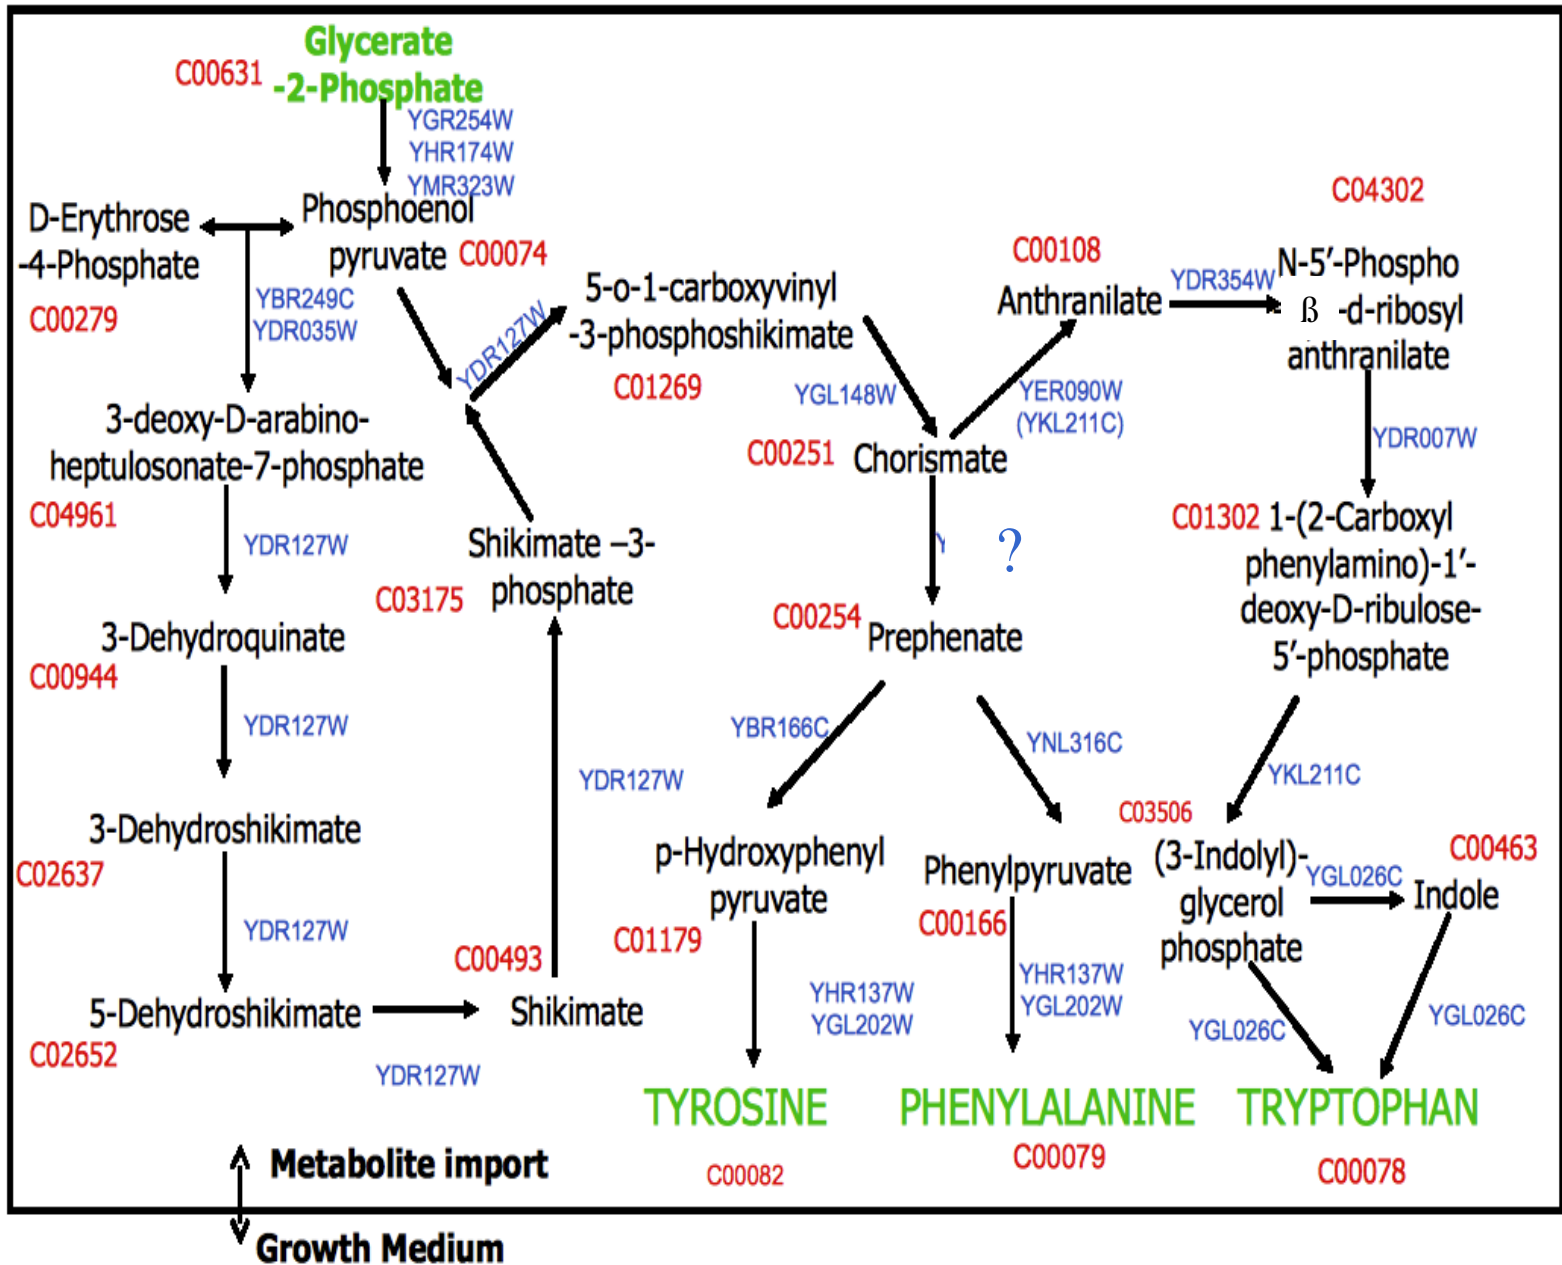 Glycerate
-2-Phosphate
C00631
YGR254W
YHR174W
YMR323W
D-Erythrose
-4-Phosphate
C00279
Phosphoenol
pyruvate
C00074
YBR249C
YDR035W
YDR127W
5-o-1-carboxyvinyl
-3-phosphoshikimate
C01269
YGL148W
C00108
Anthranilate
YER090W
(YKL211C)
YDR354W
C04302
N-5′-Phospho
ß -d-ribosyl
anthranilate
YDR007W
3-deoxy-D-arabino-
heptulosonate-7-phosphate
C04961
YDR127W
C00251
Chorismate
Y
?
C01302
1-(2-Carboxyl
phenylamino)-1′-
deoxy-D-ribulose-
5′-phosphate
YKL211C
Shikimate –3-
phosphate
C03175
YDR127W
3-Dehydroquinate
C00944
YDR127W
C00254
Prephenate
YBR166C
YNL316C
3-Dehydroshikimate
C02637
YDR127W
p-Hydroxyphenyl
pyruvate
C01179
YHR137W
YGL202W
Phenylpyruvate
C00166
YHR137W
YGL202W
C03506
(3-Indolyl)-
glycerol
phosphate
YGL026C
C00463
Indole
YGL026C
YGL026C
5-Dehydroshikimate
C02652
YDR127W
C00493
Shikimate
TYROSINE
C00082
PHENYLALANINE
C00079
TRYPTOPHAN
C00078
Metabolite import
Growth Medium